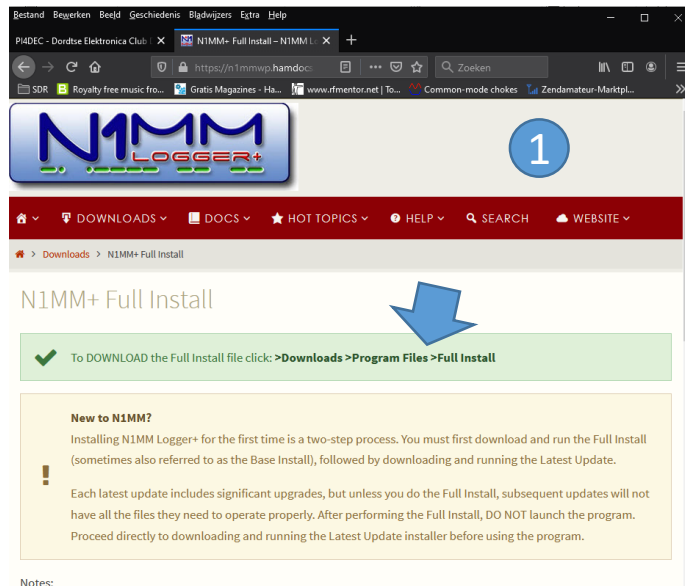 Bestand Bewerken Beeld Geschiedenis Bladwijzers Extra Help
PI4DEC - Dordtse Elektronica Club
N1MM+ Full Install – N1MM Lo
https://n1mmwp.hamdocs
Zoeken
SDR
Royalty free music fro...
Gratis Magazines - Ha...
www.rfmentor.net | To...
Common-mode chokes
Zendamateur-Marktpl...
N1MM
LOGGER+
1
DOWNLOADS DOCS HOT TOPICS HELP SEARCH WEBSITE
> Downloads > N1MM+ Full Install
N1MM+ Full Install
To DOWNLOAD the Full Install file click: >Downloads >Program Files >Full Install
New to N1MM?
Installing N1MM Logger+ for the first time is a two-step process. You must first download and run the Full Install
(sometimes also referred to as the Base Install), followed by downloading and running the Latest Update.
!
Each latest update includes significant upgrades, but unless you do the Full Install, subsequent updates will not
have all the files they need to operate properly. After performing the Full Install, DO NOT launch the program.
Proceed directly to downloading and running the Latest Update installer before using the program.
Notes: